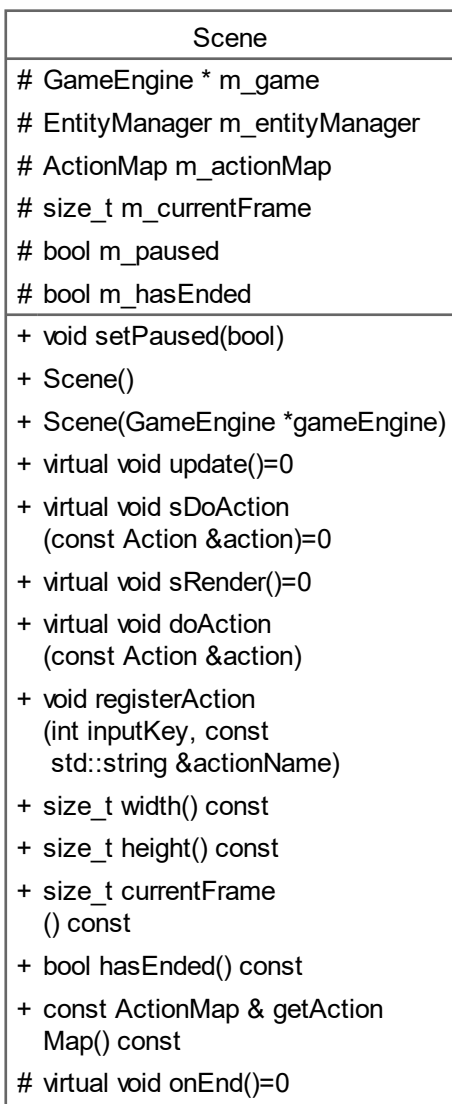 Scene
# GameEngine * m_game
# EntityManager m_entityManager
# ActionMap m_actionMap
# size_t m_currentFrame
# bool m_paused
# bool m_hasEnded
+ void setPaused(bool)
+ Scene()
+ Scene(GameEngine *gameEngine)
+ virtual void update()=0
+ virtual void sDoAction
(const Action &action)=0
+ virtual void sRender()=0
+ virtual void doAction
(const Action &action)
+ void registerAction
(int inputKey, const
std::string &actionName)
+ size_t width() const
+ size_t height() const
+ size_t currentFrame
() const
+ bool hasEnded() const
+ const ActionMap & getAction
Map() const
# virtual void onEnd()=0